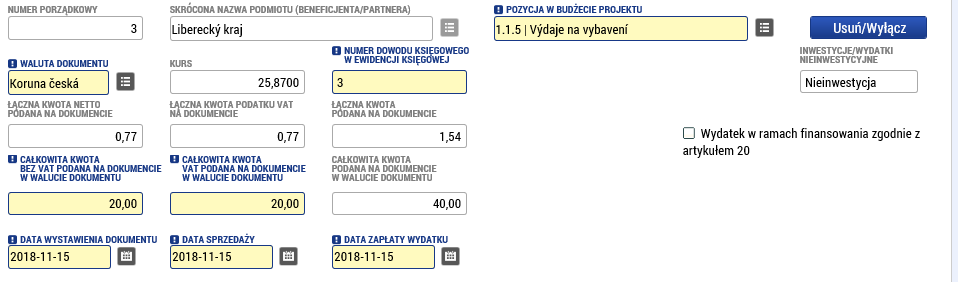 NUMER PORZĄDKOWY
3
SKRÓCONA NAZWA PODMIOTU (BENEFICJENTA/PARTNERA)
Liberecký kraj
POZYCJA W BUDŻECIE PROJEKTU
1.1.5 | Výdaje na vybavení
Usuń/Wyłącz
WALUTA DOKUMENTU
Koruna česká
KURS
25,8700
NUMER DOWODU KSIĘGOWEGO
W EWIDENCJI KSIĘGOWEJ
3
INWESTYCJE/WYDATKI
NIEINWESTYCYJNE
Nieinwestycja
ŁĄCZNA KWOTA NETTO
PODANA NA DOKUMENCIE
0,77
ŁĄCZNA KWOTA PODATKU VAT
NA DOKUMENCIE
0,77
ŁĄCZNA KWOTA
PODANA NA DOKUMENCIE
1,54
Wydatek w ramach finansowania zgodnie z
artykułem 20
CAŁKOWITA KWOTA
BEZ VAT PODANA NA DOKUMENCIE
W WALUCIE DOKUMENTU
20,00
CAŁKOWITA KWOTA
VAT PODANA NA DOKUMENCIE
W WALUCIE DOKUMENTU
20,00
CAŁKOWITA KWOTA
PODANA NA DOKUMENCIE
W WALUCIE DOKUMENTU
40,00
DATA WYSTAWIENIA DOKUMENTU
2018-11-15
DATA SPRZEDAŻY
2018-11-15
DATA ZAPŁATY WYDATKU
2018-11-15